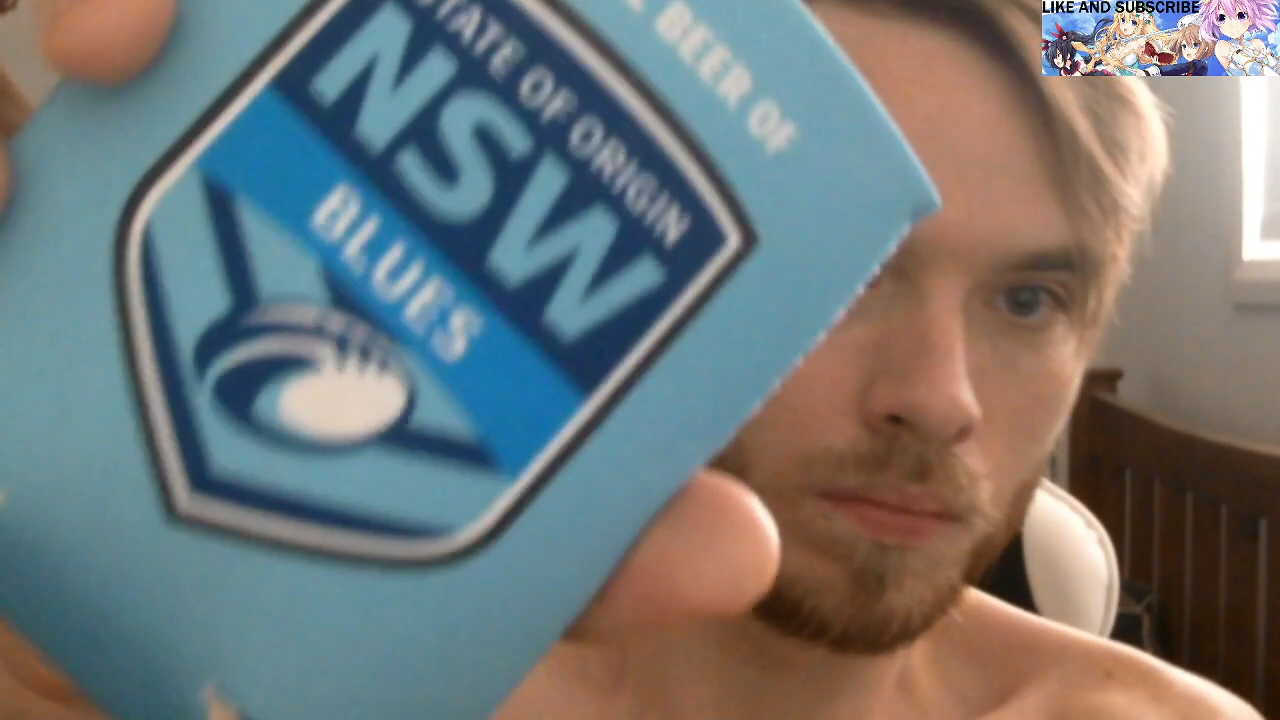 LIKE AND SUBSCRIBE
BEER OF
STATE OF ORIGIN
NSW
BLUES